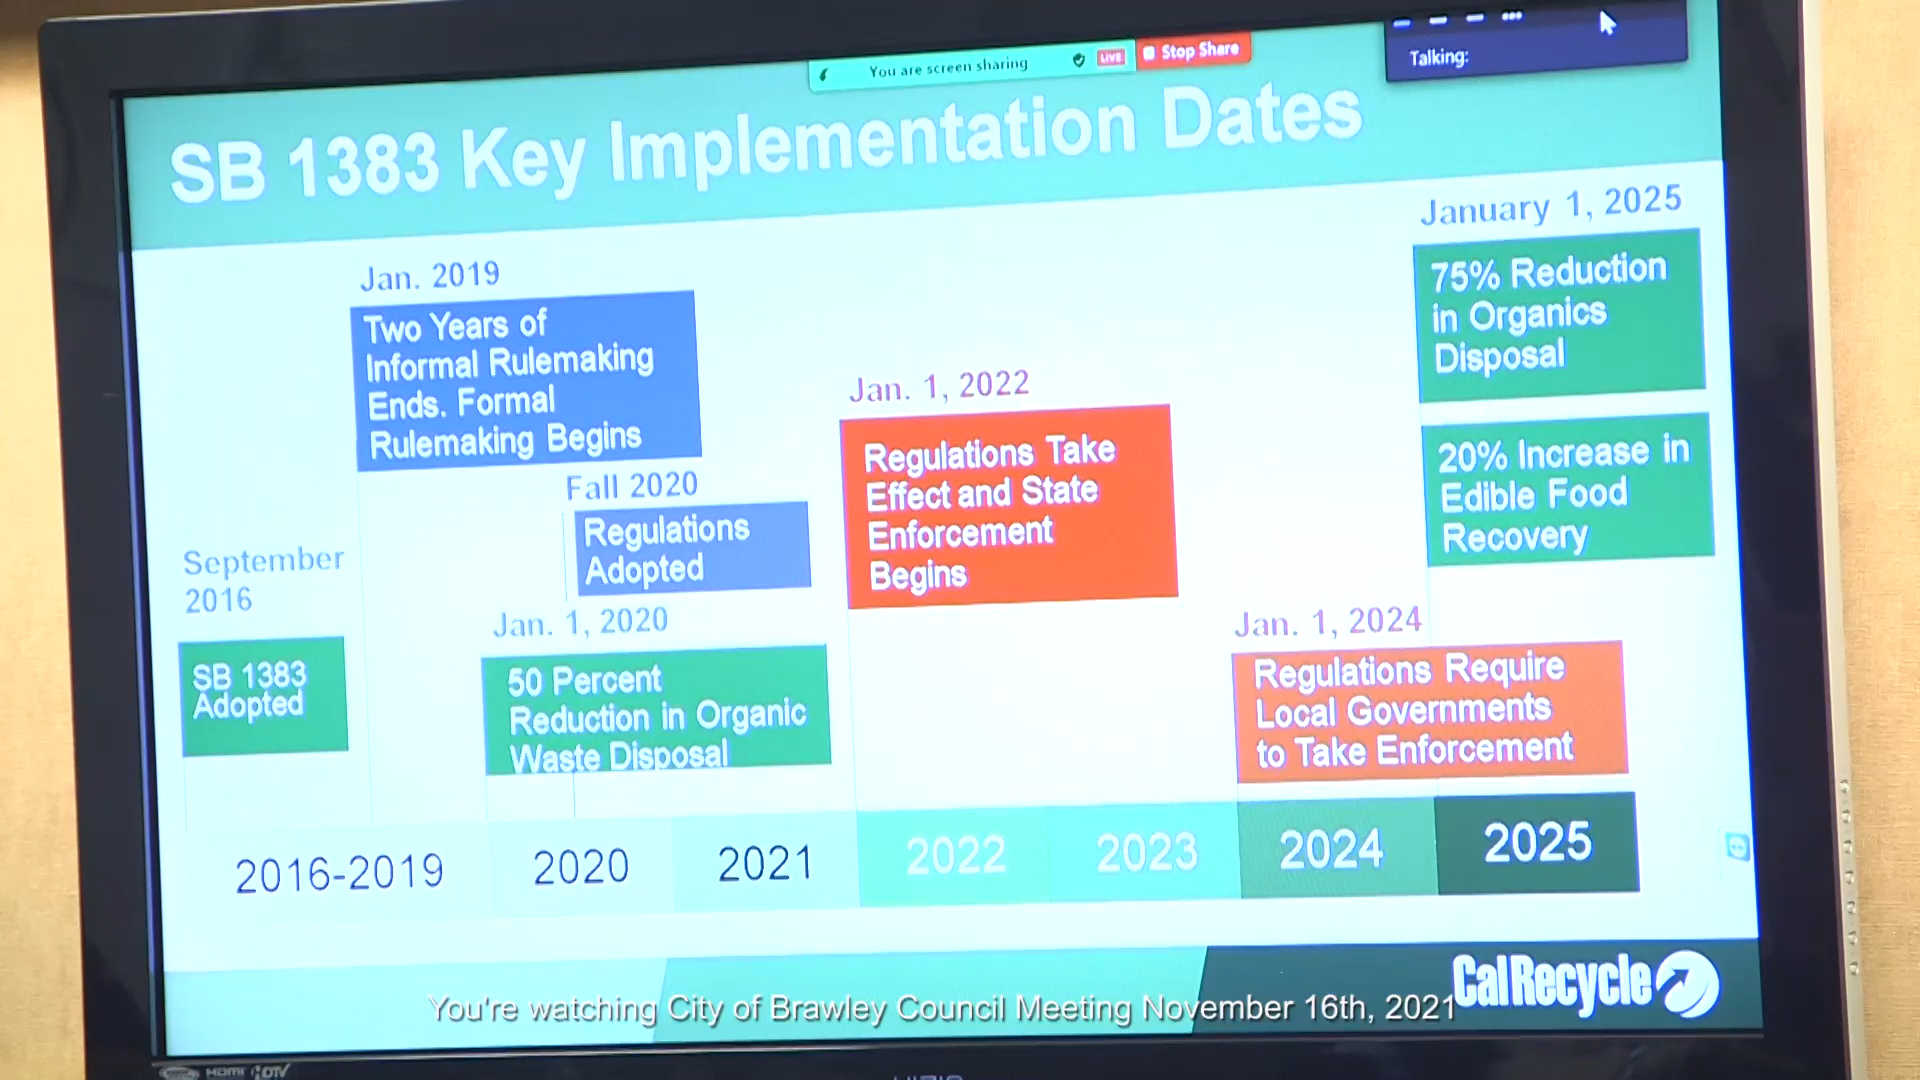 You are screen sharing
LIVE
Stop Share
Talking:
SB 1383 Key Implementation Dates
January 1, 2025
75% Reduction
in Organics
Disposal
20% Increase in
Edible Food
Recovery
Jan. 2019
Two Years of
Informal Rulemaking
Ends. Formal
Rulemaking Begins
Jan. 1, 2022
Regulations Take
Effect and State
Enforcement
Begins
Fall 2020
Regulations
Adopted
September
2016
SB 1383
Adopted
Jan. 1, 2020
50 Percent
Reduction in Organic
Waste Disposal
Jan. 1, 2024
Regulations Require
Local Governments
to Take Enforcement
2016-2019
2020
2021
2022
2023
2024
2025
CalRecycle
You're watching City of Brawley Council Meeting November 16th, 2021
HDMI HDTV